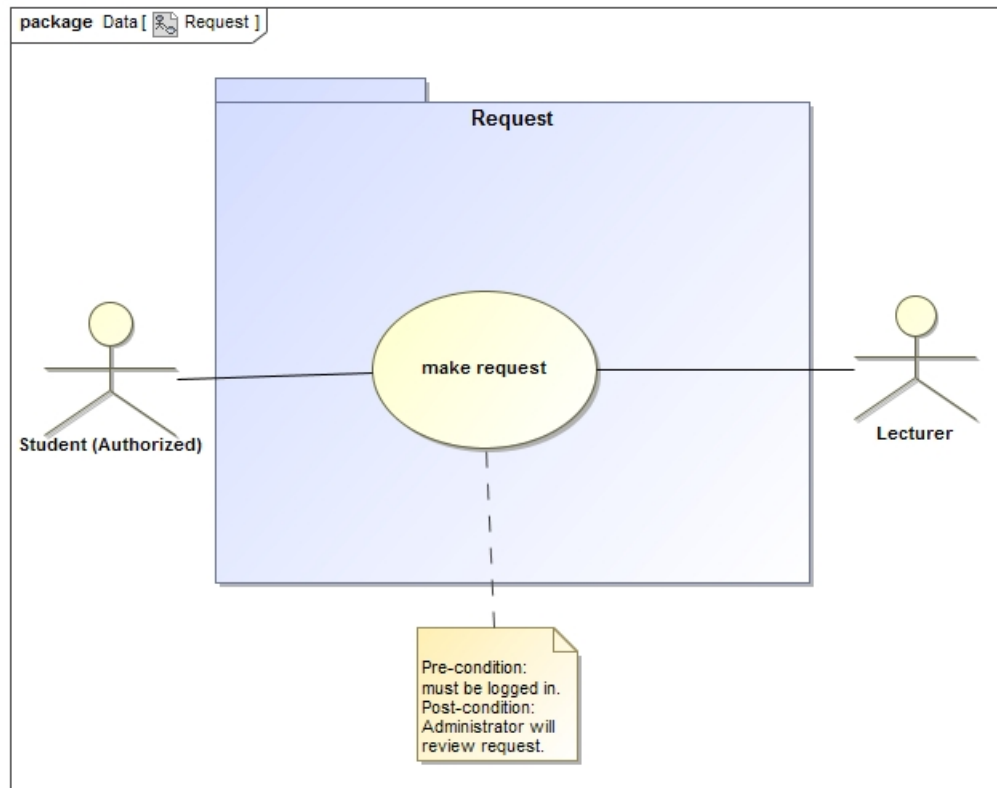 package Data [ Request ]
Request
make request
Student (Authorized)
Lecturer
Pre-condition:
must be logged in.
Post-condition:
Administrator will
review request.